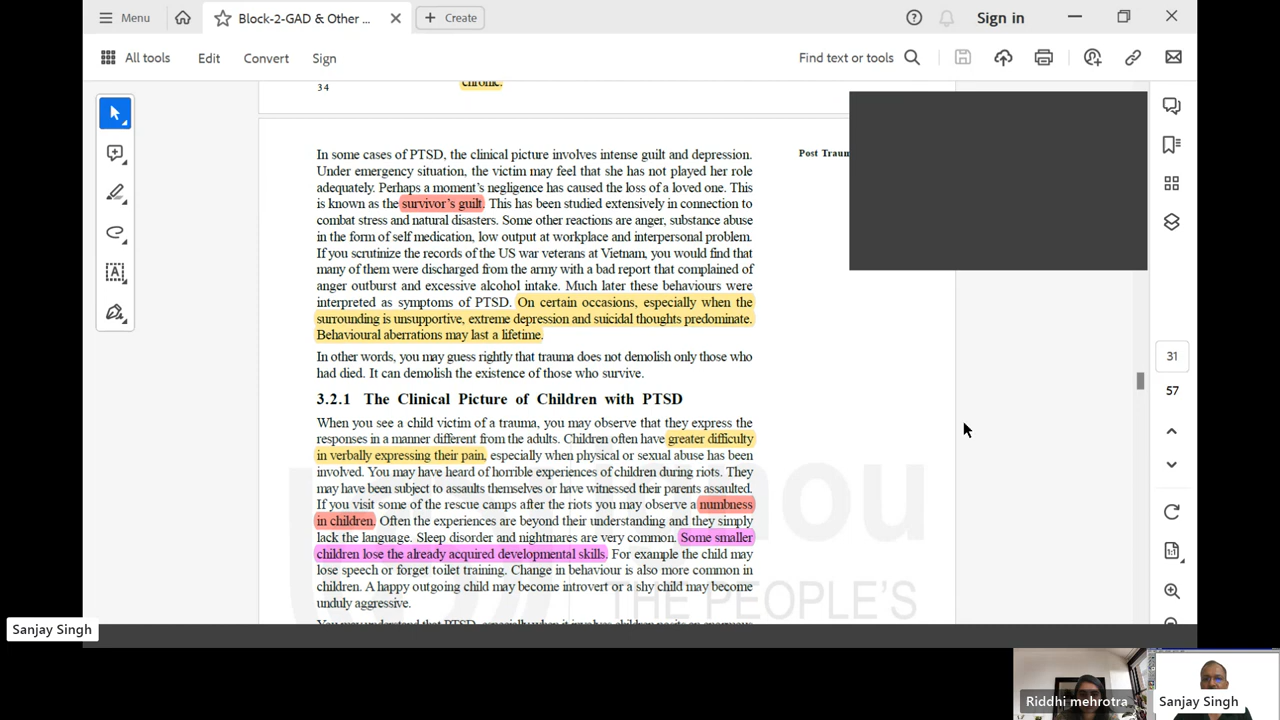 Menu
Block-2-GAD & Other ...
Create
Sign in
All tools
Edit
Convert
Sign
Find text or tools
chronic.
34
In some cases of PTSD, the clinical picture involves intense guilt and depression.
Under emergency situation, the victim may feel that she has not played her role
adequately. Perhaps a moment's negligence has caused the loss of a loved one. This
is known as the survivor's guilt. This has been studied extensively in connection to
combat stress and natural disasters. Some other reactions are anger, substance abuse
in the form of self medication, low output at workplace and interpersonal problem.
If you scrutinize the records of the US war veterans at Vietnam, you would find that
many of them were discharged from the army with a bad report that complained of
anger outburst and excessive alcohol intake. Much later these behaviours were
interpreted as symptoms of PTSD. On certain occasions, especially when the
surrounding is unsupportive, extreme depression and suicidal thoughts predominate.
Behavioural aberrations may last a lifetime.
Post Traum
In other words, you may guess rightly that trauma does not demolish only those who
had died. It can demolish the existence of those who survive.
3.2.1 The Clinical Picture of Children with PTSD
When you see a child victim of a trauma, you may observe that they express the
responses in a manner different from the adults. Children often have greater difficulty
in verbally expressing their pain, especially when physical or sexual abuse has been
involved. You may have heard of horrible experiences of children during riots. They
may have been subject to assaults themselves or have witnessed their parents assaulted.
If you visit some of the rescue camps after the riots you may observe a numbness
in children. Often the experiences are beyond their understanding and they simply
lack the language. Sleep disorder and nightmares are very common. Some smaller
children lose the already acquired developmental skills. For example the child may
lose speech or forget toilet training. Change in behaviour is also more common in
children. A happy outgoing child may become introvert or a shy child may become
unduly aggressive.
THE PEOPLE'S
31
57
1:1
Sanjay Singh
Riddhi mehrotra
Sanjay Singh